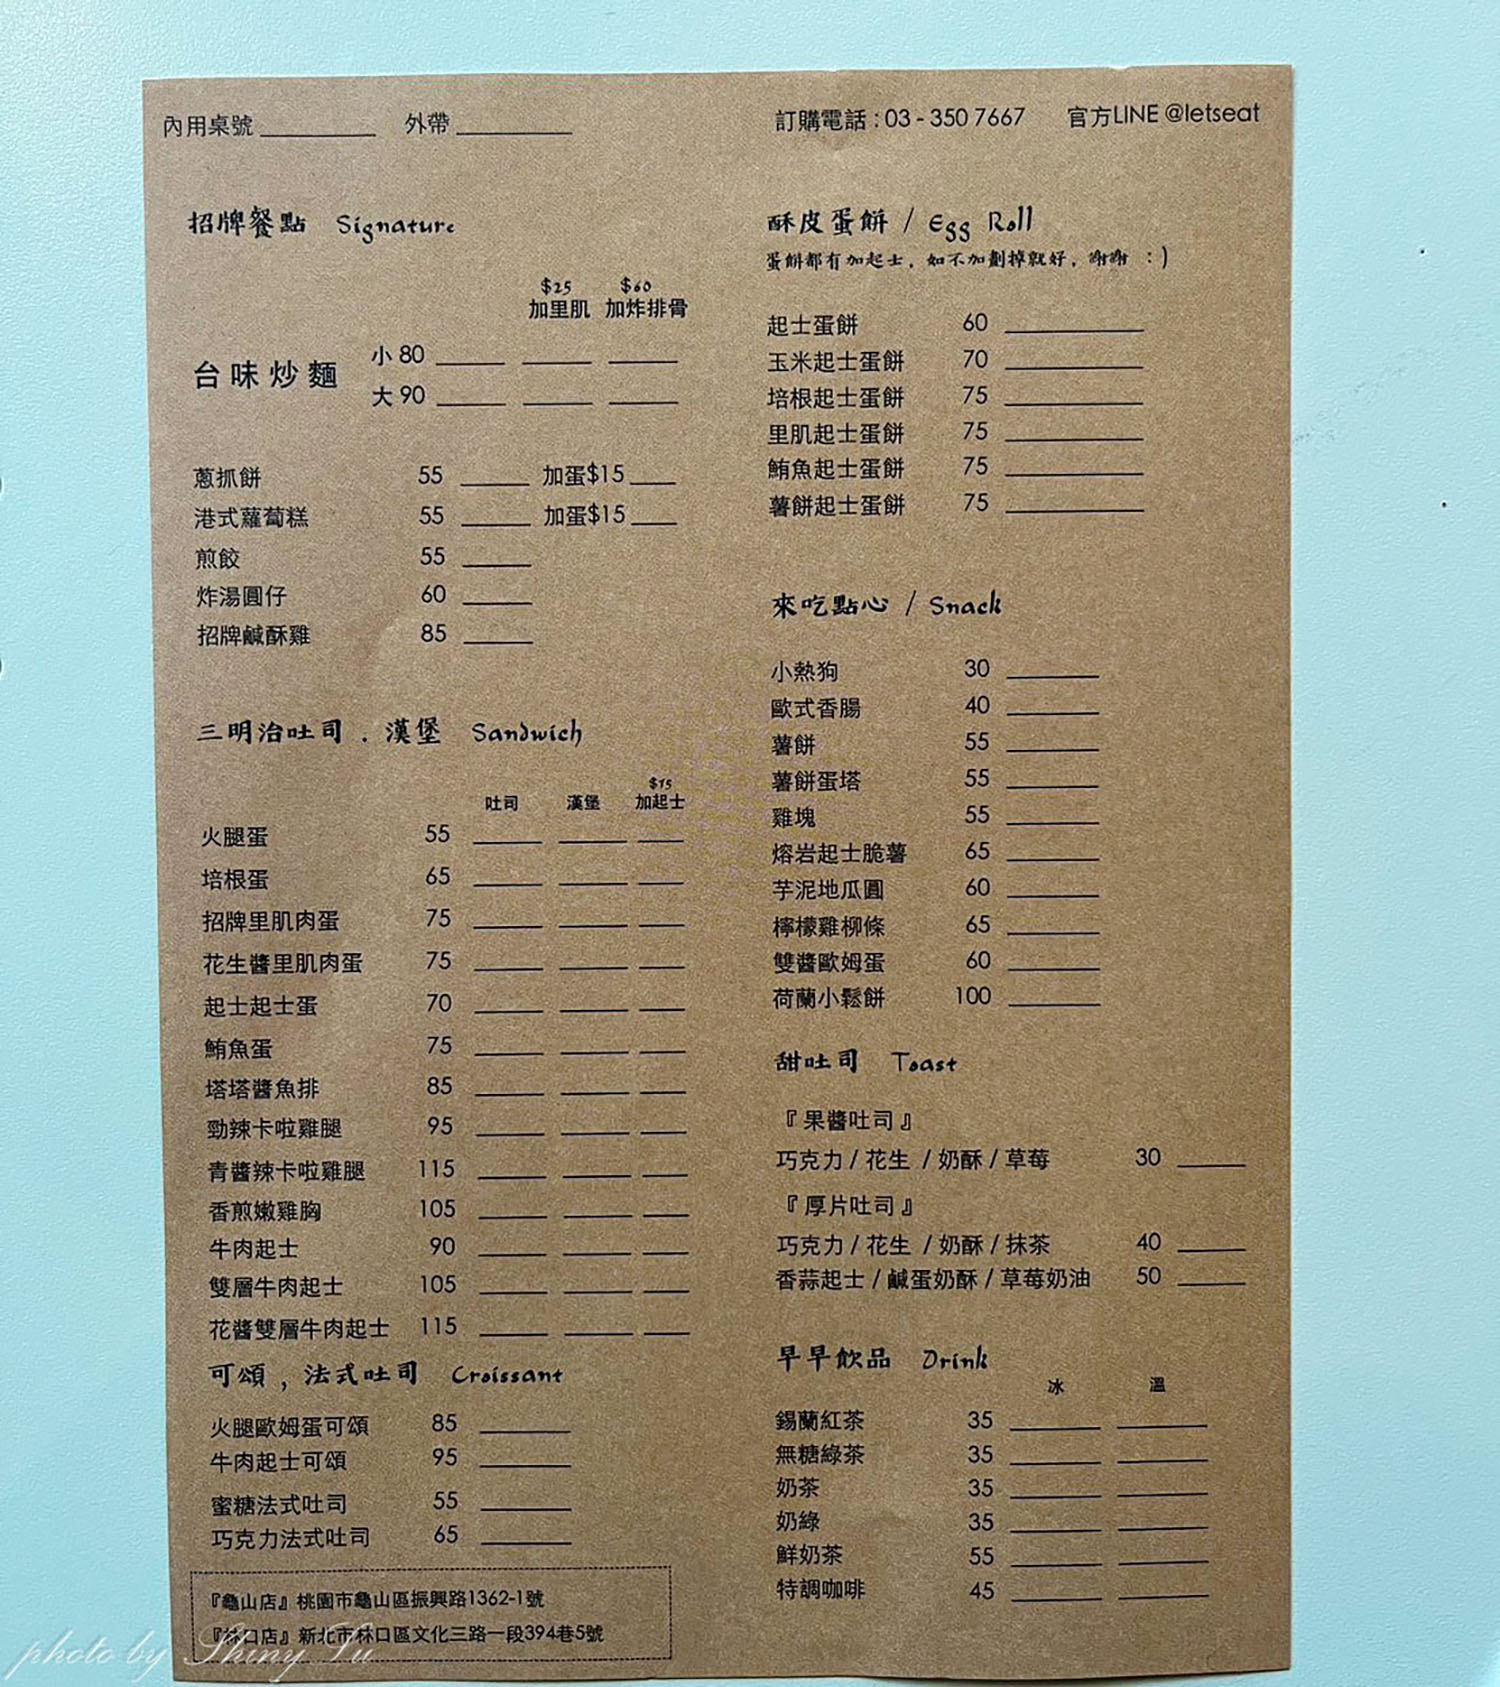 內用桌號 ________ 外帶 ________
訂購電話 : 03 - 350 7667 官方LINE @letseat
招牌餐點 Signature
$25 $60
加里肌 加炸排骨
台味炒麵
小 80
大 90
蔥抓餅 55 加蛋$15
港式蘿蔔糕 55 加蛋$15
煎餃 55
炸湯圓仔 60
招牌鹹酥雞 85
三明治吐司 . 漢堡 Sandwich
$15
吐司 漢堡 加起士
火腿蛋 55
培根蛋 65
招牌里肌肉蛋 75
花生醬里肌肉蛋 75
起士起士蛋 70
鮪魚蛋 75
塔塔醬魚排 85
勁辣卡啦雞腿 95
青醬辣卡啦雞腿 115
香煎嫩雞胸 105
牛肉起士 90
雙層牛肉起士 105
花醬雙層牛肉起士 115
可頌 , 法式吐司 Croissant
火腿歐姆蛋可頌 85
牛肉起士可頌 95
蜜糖法式吐司 55
巧克力法式吐司 65
『龜山店』桃園市龜山區振興路1362-1號
『林口店』新北市林口區文化三路一段394巷5號
酥皮蛋餅 / Egg Roll
蛋餅都有加起士 , 如不加劃掉就好 , 謝謝 : )
起士蛋餅 60
玉米起士蛋餅 70
培根起士蛋餅 75
里肌起士蛋餅 75
鮪魚起士蛋餅 75
薯餅起士蛋餅 75
來吃點心 / Snack
小熱狗 30
歐式香腸 40
薯餅 55
薯餅蛋塔 55
雞塊 55
熔岩起士脆薯 65
芋泥地瓜圓 60
檸檬雞柳條 65
雙醬歐姆蛋 60
荷蘭小鬆餅 100
甜吐司 Toast
『 果醬吐司 』
巧克力 / 花生 / 奶酥 / 草莓 30
『 厚片吐司 』
巧克力 / 花生 / 奶酥 / 抹茶 40
香蒜起士 / 鹹蛋奶酥 / 草莓奶油 50
早早飲品 Drink
冰 溫
錫蘭紅茶 35
無糖綠茶 35
奶茶 35
奶綠 35
鮮奶茶 55
特調咖啡 45
photo by Shiny Su